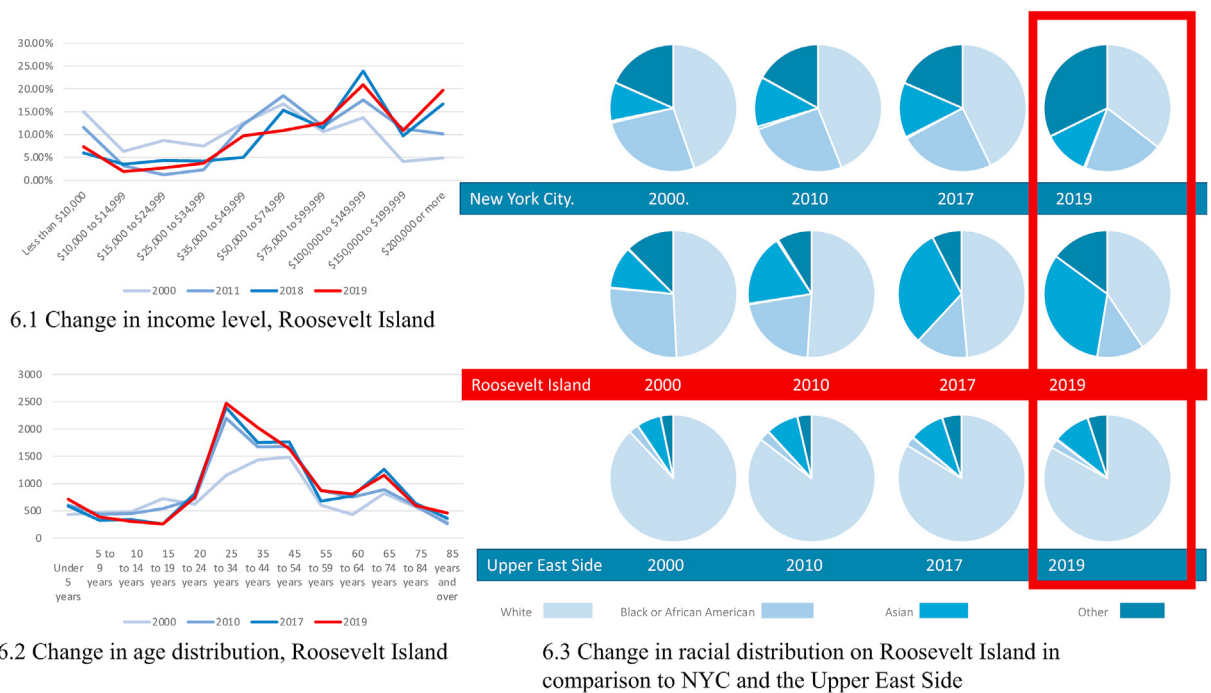 30.00%
25.00%
20.00%
15.00%
10.00%
5.00%
0.00%
Less than $10,000
$10,000 to $14,999
$15,000 to $24,999
$25,000 to $34,999
$35,000 to $49,999
$50,000 to $74,999
$75,000 to $99,999
$100,000 to $149,999
$150,000 to $199,999
$200,000 or more
2000 2011 2018 2019
6.1 Change in income level, Roosevelt Island
3000
2500
2000
1500
1000
500
0
Under 5 years
5 to 9 years
10 to 14 years
15 to 19 years
20 to 24 years
25 to 34 years
35 to 44 years
45 to 54 years
55 to 59 years
60 to 64 years
65 to 74 years
75 to 84 years
85 years and over
2000 2010 2017 2019
6.2 Change in age distribution, Roosevelt Island
New York City. 2000. 2010 2017 2019
Roosevelt Island 2000 2010 2017 2019
Upper East Side 2000 2010 2017 2019
White Black or African American Asian Other
6.3 Change in racial distribution on Roosevelt Island in
comparison to NYC and the Upper East Side